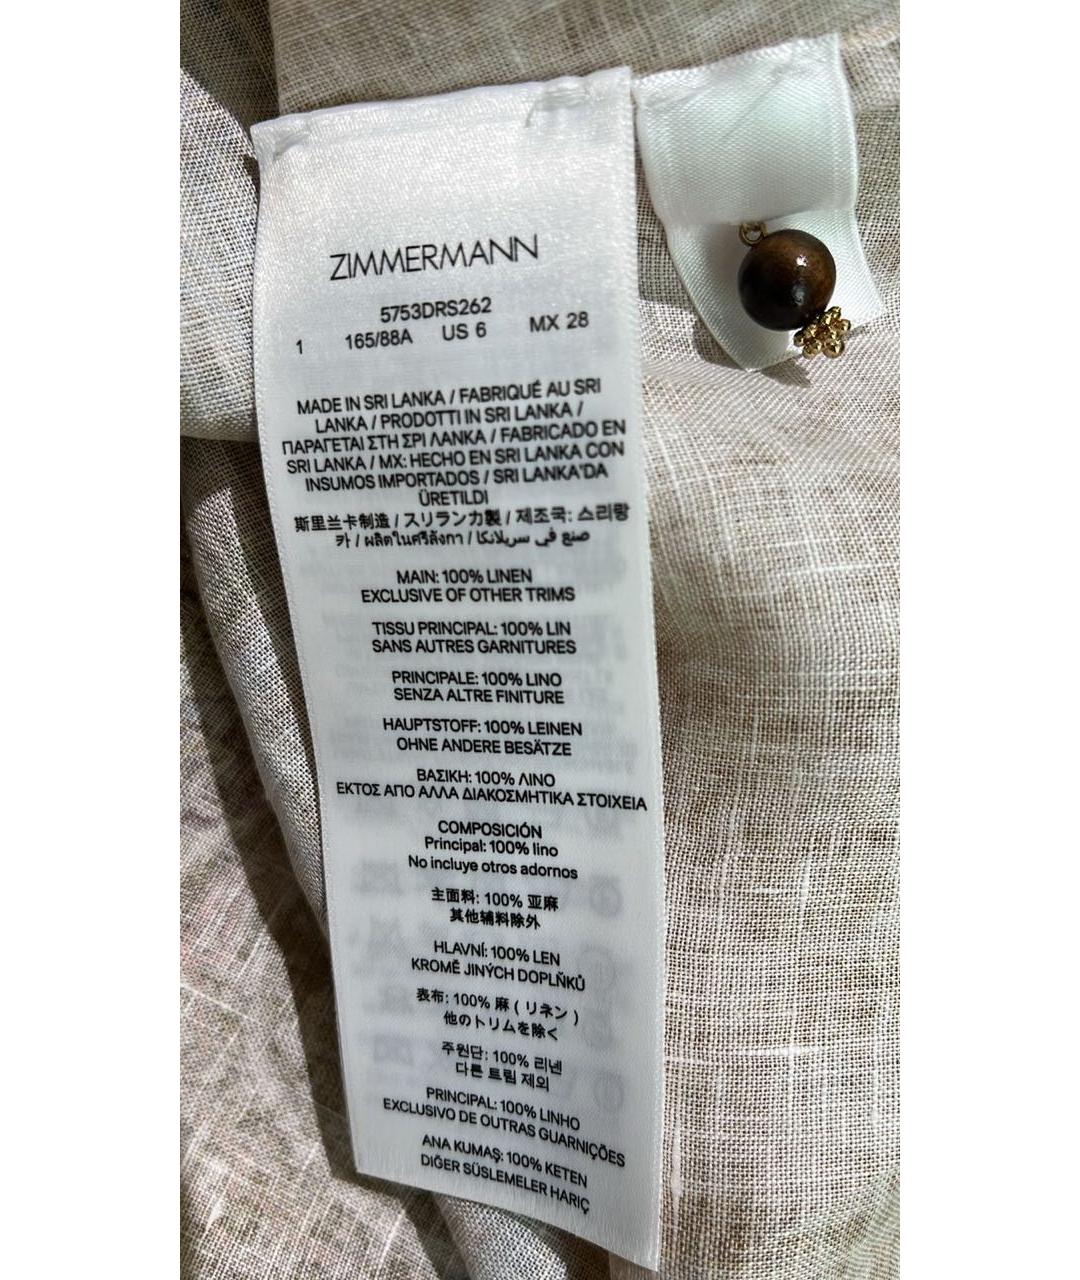 ZIMMERMANN
5753DRS262
1 165/88A US 6 MX 28
MADE IN SRI LANKA / FABRIQUÉ AU SRI
LANKA / PRODOTTI IN SRI LANKA /
ΠΑΡΑΓΕΤΑΙ ΣΤΗ ΣΡΙ ΛΑΝΚΑ / FABRICADO EN
SRI LANKA / MX: HECHO EN SRI LANKA CON
INSUMOS IMPORTADOS / SRI LANKA'DA
ÜRETILDI
斯里兰卡制造 / スリランカ製 / 제조국: 스리랑
카 / ผลิตในศรีลังกา / صنع في سريلانكا
MAIN: 100% LINEN
EXCLUSIVE OF OTHER TRIMS
TISSU PRINCIPAL: 100% LIN
SANS AUTRES GARNITURES
PRINCIPALE: 100% LINO
SENZA ALTRE FINITURE
HAUPTSTOFF: 100% LEINEN
OHNE ANDERE BESÄTZE
ΒΑΣΙΚΗ: 100% ΛΙΝΟ
ΕΚΤΟΣ ΑΠΟ ΑΛΛΑ ΔΙΑΚΟΣΜΗΤΙΚΑ ΣΤΟΙΧΕΙΑ
COMPOSICIÓN
Principal: 100% lino
No incluye otros adornos
主面料: 100% 亚麻
其他辅料除外
HLAVNÍ: 100% LEN
KROMĚ JINÝCH DOPLŇKŮ
表布: 100% 麻 ( リネン )
他のトリムを除く
주원단: 100% 리넨
다른 트림 제외
PRINCIPAL: 100% LINHO
EXCLUSIVO DE OUTRAS GUARNIÇÕES
ANA KUMAŞ: 100% KETEN
DIĞER SÜSLEMELER HARIÇ